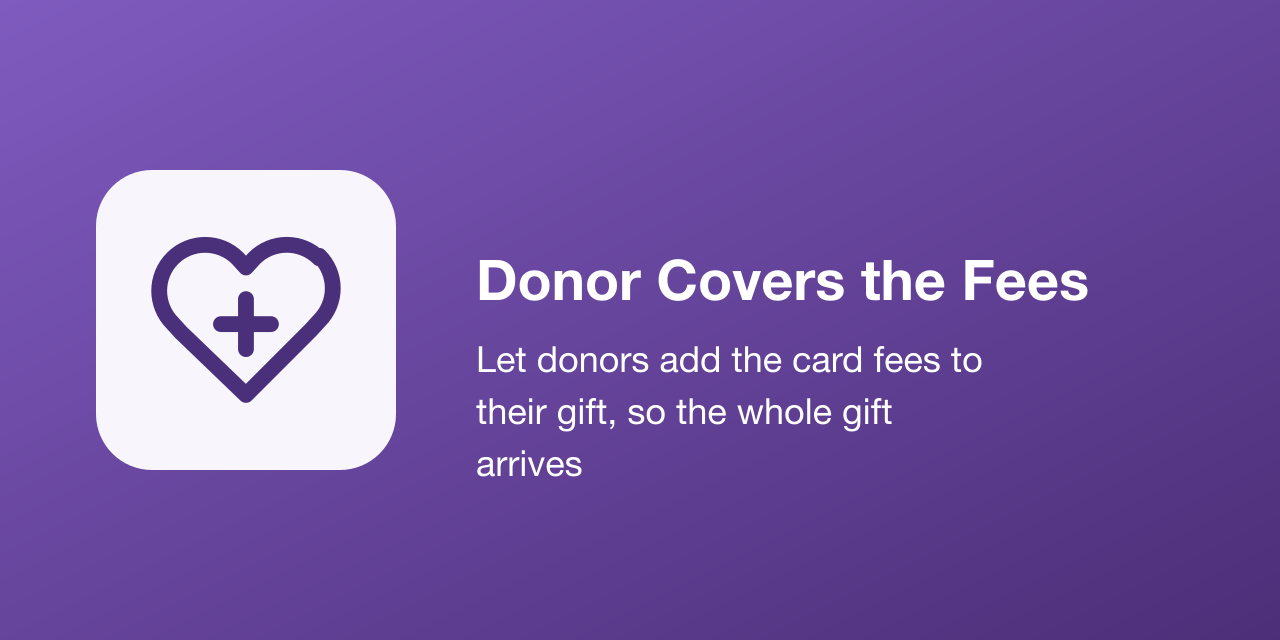 Donor Covers the Fees
Let donors add the card fees to
their gift, so the whole gift
arrives